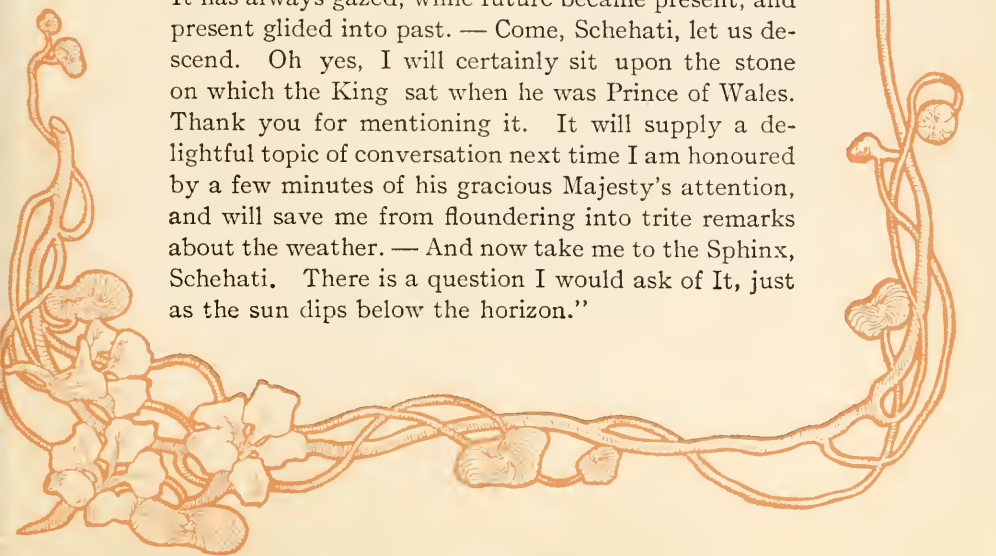 It has always gazed, while future became present, and
present glided into past. — Come, Schehati, let us de-
scend. Oh yes, I will certainly sit upon the stone
on which the King sat when he was Prince of Wales.
Thank you for mentioning it. It will supply a de-
lightful topic of conversation next time I am honoured
by a few minutes of his gracious Majesty's attention,
and will save me from floundering into trite remarks
about the weather. — And now take me to the Sphinx,
Schehati. There is a question I would ask of It, just
as the sun dips below the horizon."